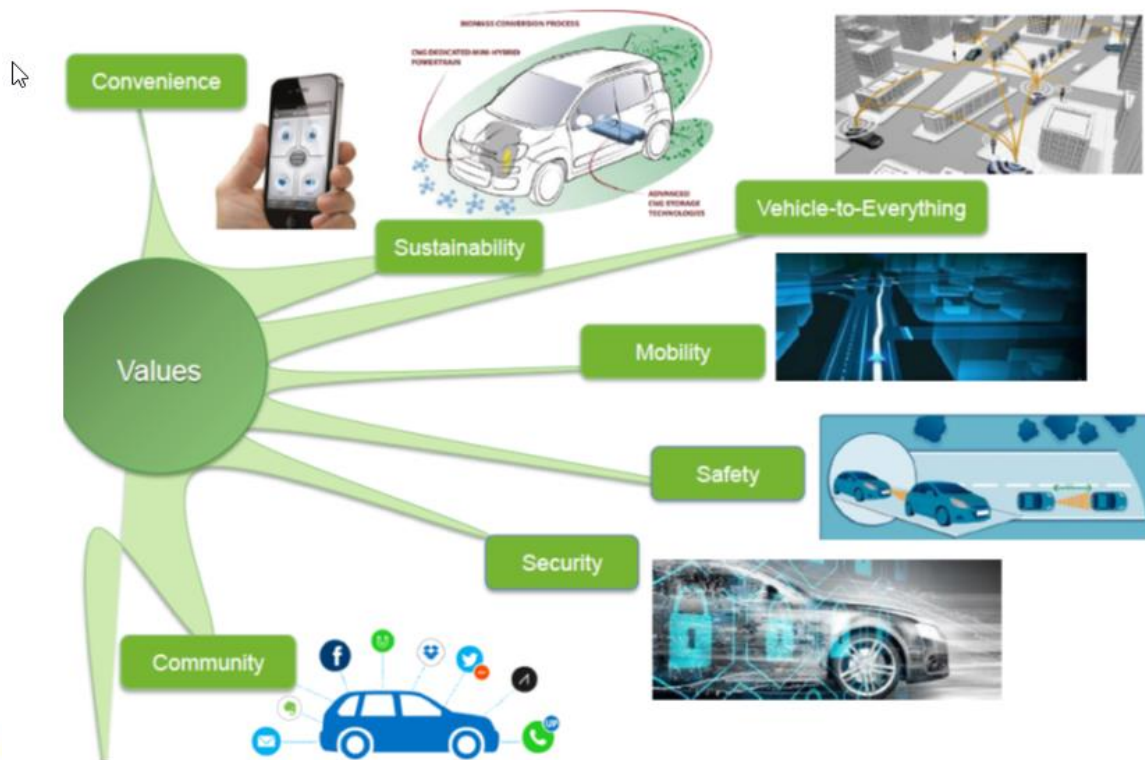 BIOMASS CONVERSION PROCESS
CNG DEDICATED MINI HYBRID
POWERTRAIN
Convenience
ADVANCED
CNG STORAGE
TECHNOLOGIES
Vehicle-to-Everything
Sustainability
Mobility
Values
Safety
Security
Community
f
UP